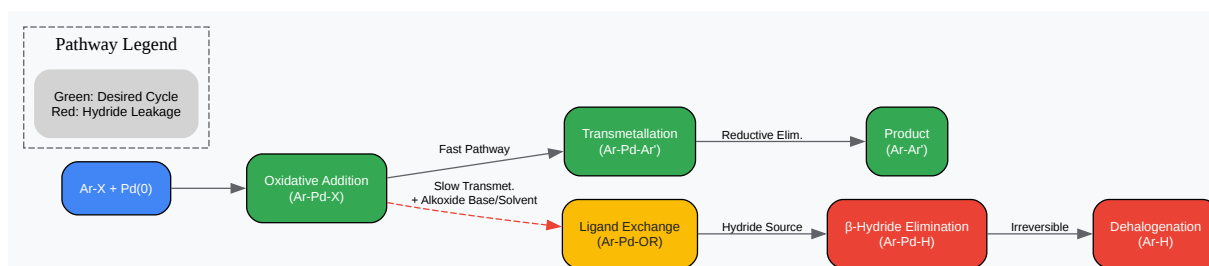 Pathway Legend
Green: Desired Cycle
Red: Hydride Leakage
Ar-X + Pd(0)
Oxidative Addition
(Ar-Pd-X)
Fast Pathway
Slow Transmet.
+ Alkoxide Base/Solvent
Transmetallation
(Ar-Pd-Ar')
Reductive Elim.
Product
(Ar-Ar')
Ligand Exchange
(Ar-Pd-OR)
Hydride Source
β-Hydride Elimination
(Ar-Pd-H)
Irreversible
Dehalogenation
(Ar-H)